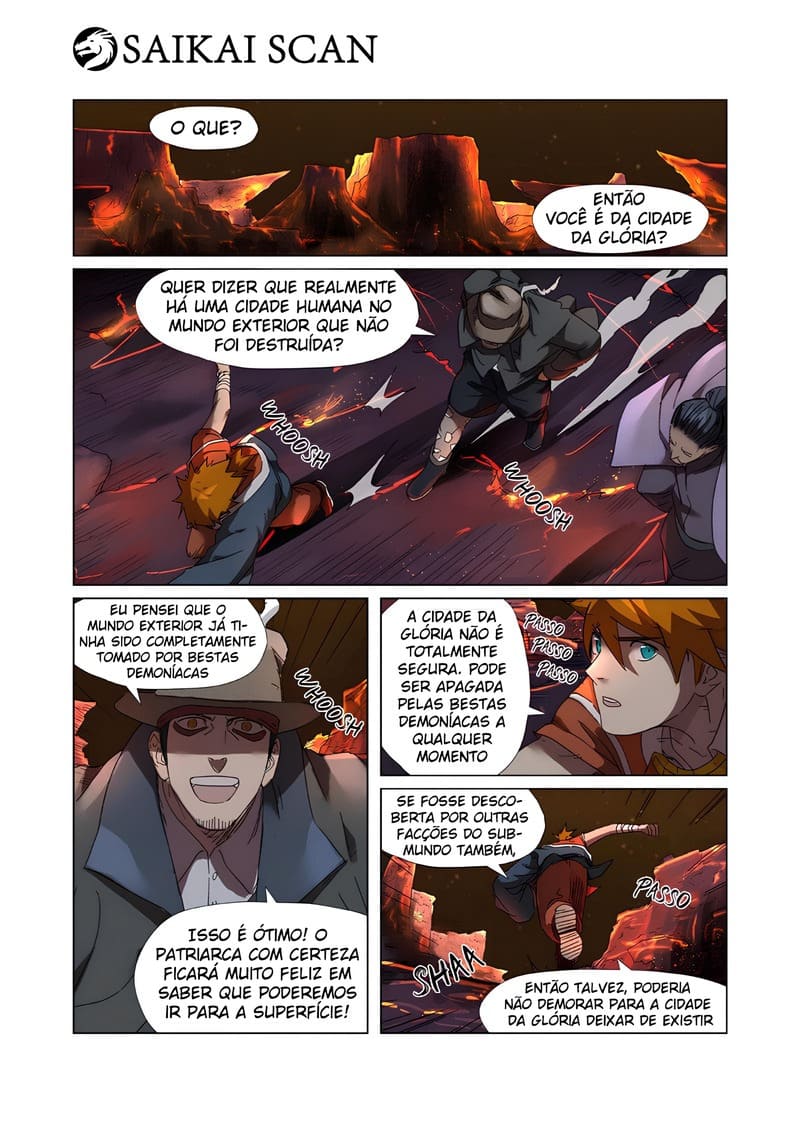 SAIKAI SCAN
O QUE?
ENTÃO
VOCÊ É DA CIDADE
DA GLÓRIA?
QUER DIZER QUE REALMENTE
HÁ UMA CIDADE HUMANA NO
MUNDO EXTERIOR QUE NÃO
FOI DESTRUÍDA?
WHOOSH
WHOOSH
EU PENSEI QUE O
MUNDO EXTERIOR JÁ TI-
NHA SIDO COMPLETAMENTE
TOMADO POR BESTAS
DEMONÍACAS
WHOOSH
ISSO É ÓTIMO! O
PATRIARCA COM CERTEZA
FICARÁ MUITO FELIZ EM
SABER QUE PODEREMOS
IR PARA A SUPERFÍCIE!
A CIDADE DA
GLÓRIA NÃO É
TOTALMENTE
SEGURA. PODE
SER APAGADA
PELAS BESTAS
DEMONÍACAS A
QUALQUER
MOMENTO
PASSO
PASSO
PASSO
SE FOSSE DESCO-
BERTA POR OUTRAS
FACÇÕES DO SUB-
MUNDO TAMBÉM,
PASSO
SHAA
ENTÃO TALVEZ, PODERIA
NÃO DEMORAR PARA A CIDADE
DA GLÓRIA DEIXAR DE EXISTIR